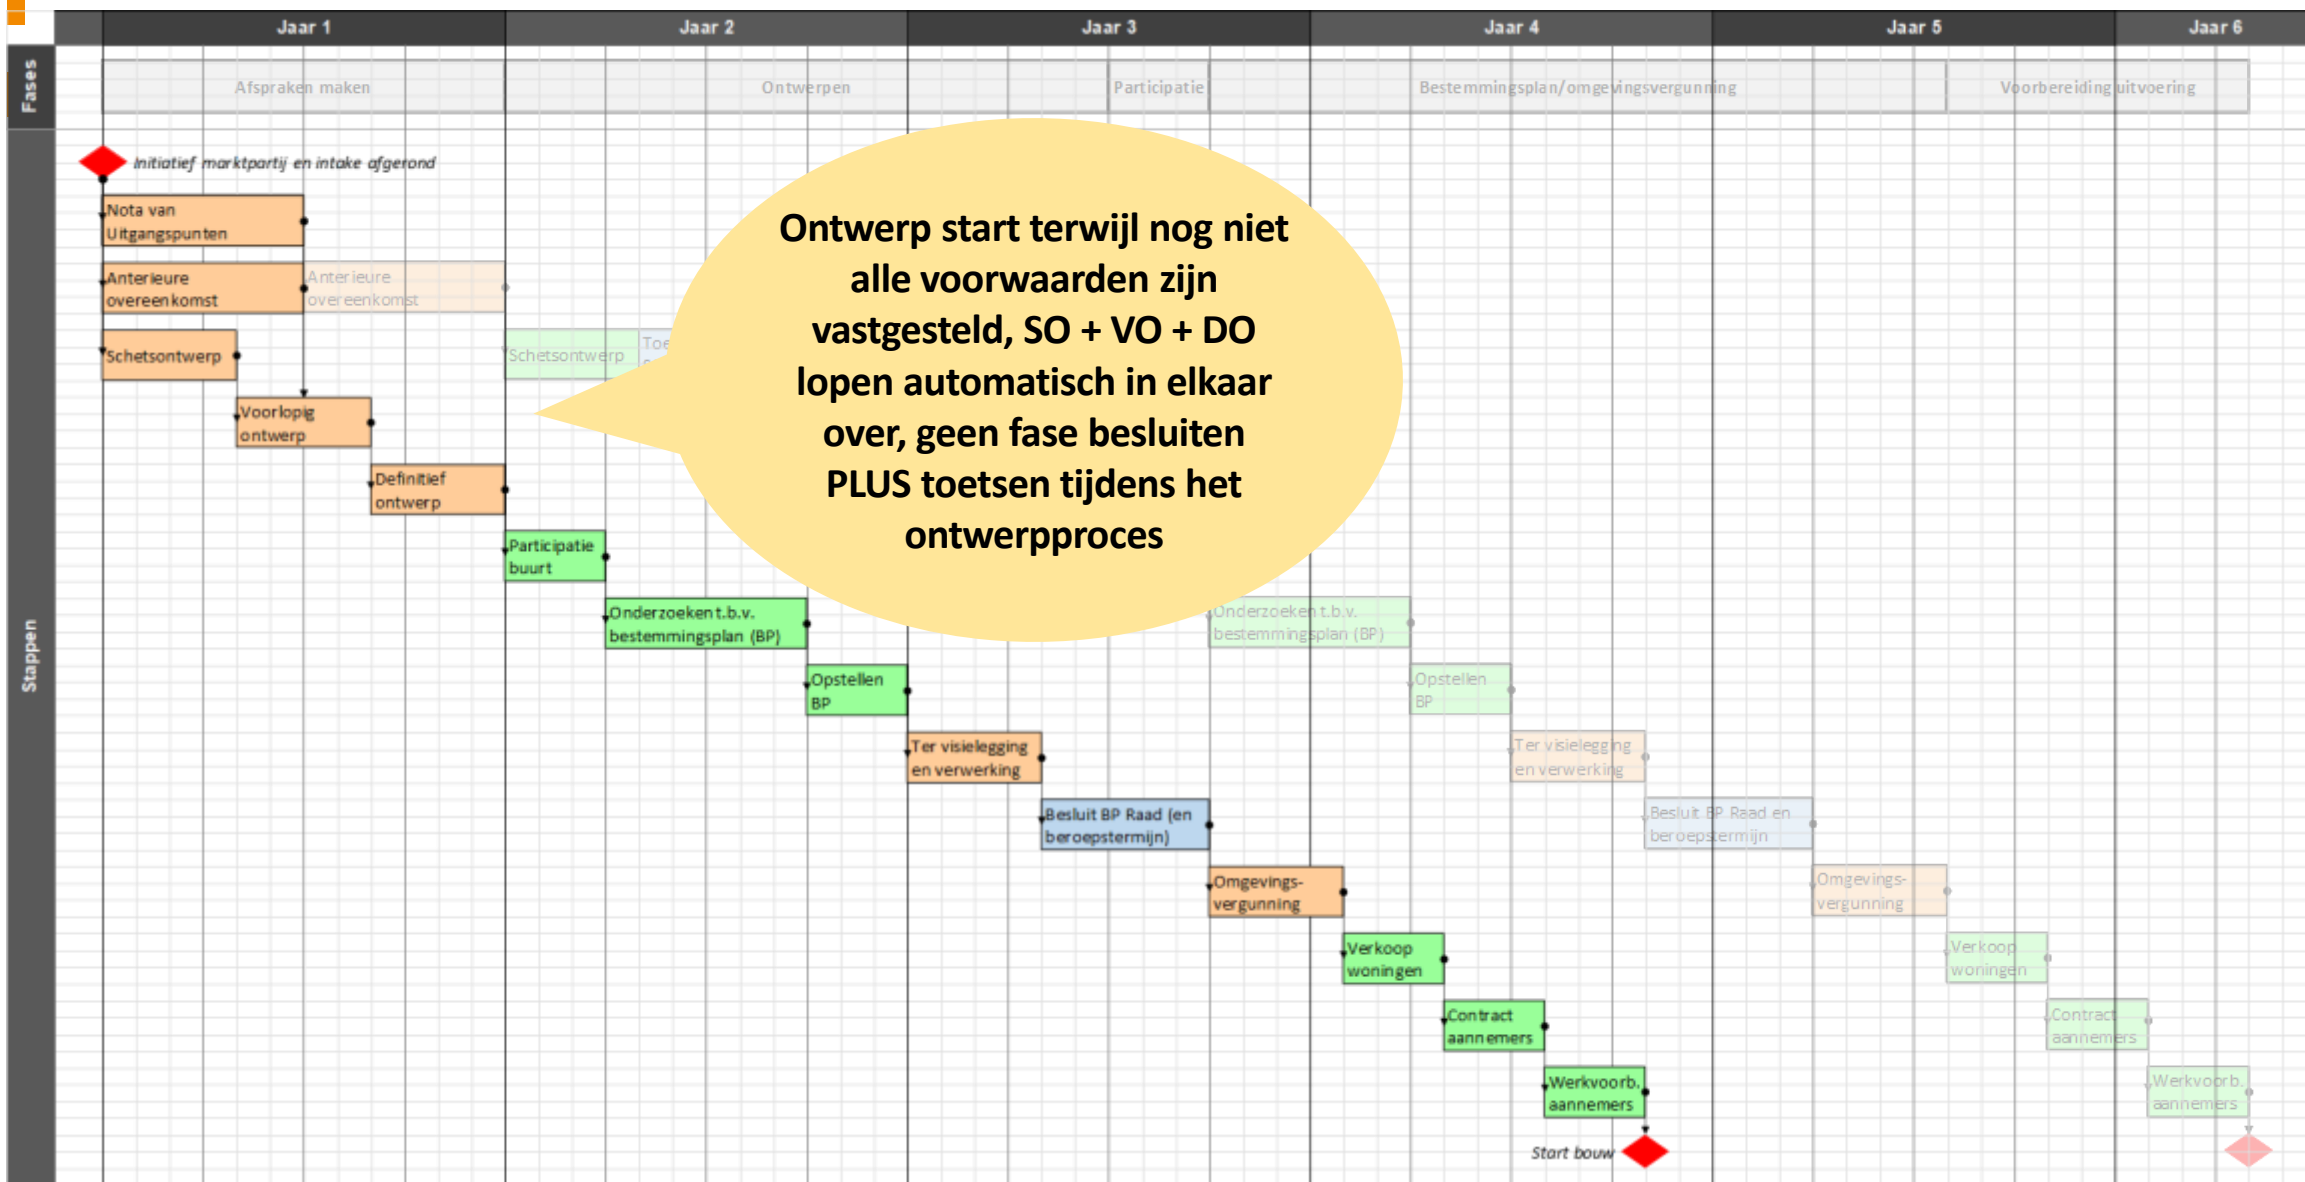 Jaar 1
Jaar 2
Jaar 3
Jaar 4
Jaar 5
Jaar 6
Fases
Afspraken maken
Ontwerpen
Participatie
Bestemmingsplan/omgevingsvergunning
Voorbereiding uitvoering
Stappen
Initiatief marktpartij en intake afgerond
Nota van
Uitgangspunten
Anterieure
overeenkomst
Anterieure
overeenkomst
Schetsontwerp
Schetsontwerp
Voorlopig
ontwerp
Definitief
ontwerp
Ontwerp start terwijl nog niet
alle voorwaarden zijn
vastgesteld, SO + VO + DO
lopen automatisch in elkaar
over, geen fase besluiten
PLUS toetsen tijdens het
ontwerpproces
Participatie
buurt
Onderzoeken t.b.v.
bestemmingsplan (BP)
Onderzoeken t.b.v.
bestemmingsplan (BP)
Opstellen
BP
Opstellen
BP
Ter visielegging
en verwerking
Ter visielegging
en verwerking
Besluit BP Raad (en
beroepstermijn)
Besluit BP Raad en
beroepstermijn
Omgevings-
vergunning
Omgevings-
vergunning
Verkoop
woningen
Verkoop
woningen
Contract
aannemers
Contract
aannemers
Werkvoorb.
aannemers
Werkvoorb.
aannemers
Start bouw